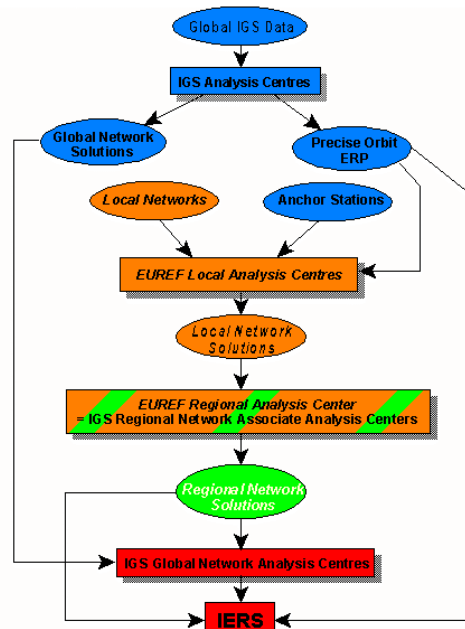 Global IGS Data
IGS Analysis Centres
Global Network
Solutions
Precise Orbit
ERP
Local Networks
Anchor Stations
EUREF Local Analysis Centres
Local Network
Solutions
EUREF Regional Analysis Center
= IGS Regional Network Associate Analysis Centers
Regional Network
Solutions
IGS Global Network Analysis Centres
IERS